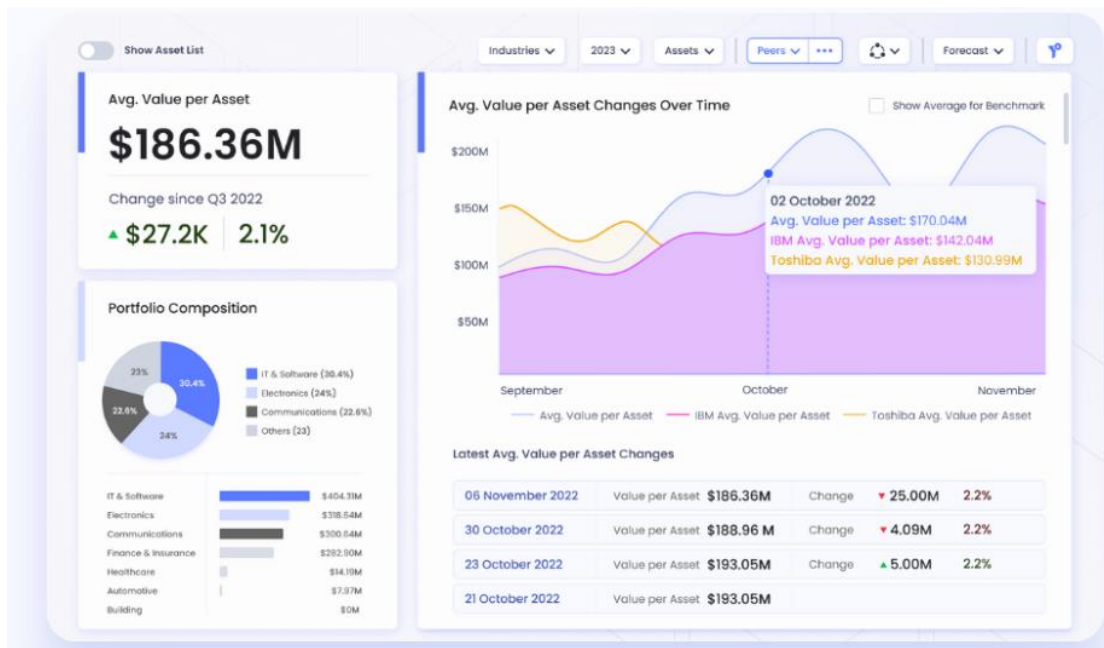 Show Asset List
Industries
2023
Assets
Peers
Forecast
Avg. Value per Asset
$186.36M
Change since Q3 2022
$27.2K 2.1%
Portfolio Composition
23%
30.4%
22.6%
24%
IT & Software (30.4%)
Electronics (24%)
Communications (22.6%)
Others (23)
IT & Software $404.31M
Electronics $318.64M
Communications $300.64M
Finance & Insurance $282.90M
Healthcare $14.19M
Automotive $7.97M
Building $0M
Avg. Value per Asset Changes Over Time
Show Average for Benchmark
$200M
$150M
$100M
$50M
02 October 2022
Avg. Value per Asset: $170.04M
IBM Avg. Value per Asset: $142.04M
Toshiba Avg. Value per Asset: $130.99M
September October November
Avg. Value per Asset IBM Avg. Value per Asset Toshiba Avg. Value per Asset
Latest Avg. Value per Asset Changes
06 November 2022 Value per Asset $186.36M Change 25.00M 2.2%
30 October 2022 Value per Asset $188.96 M Change 4.09M 2.2%
23 October 2022 Value per Asset $193.05M Change 5.00M 2.2%
21 October 2022 Value per Asset $193.05M